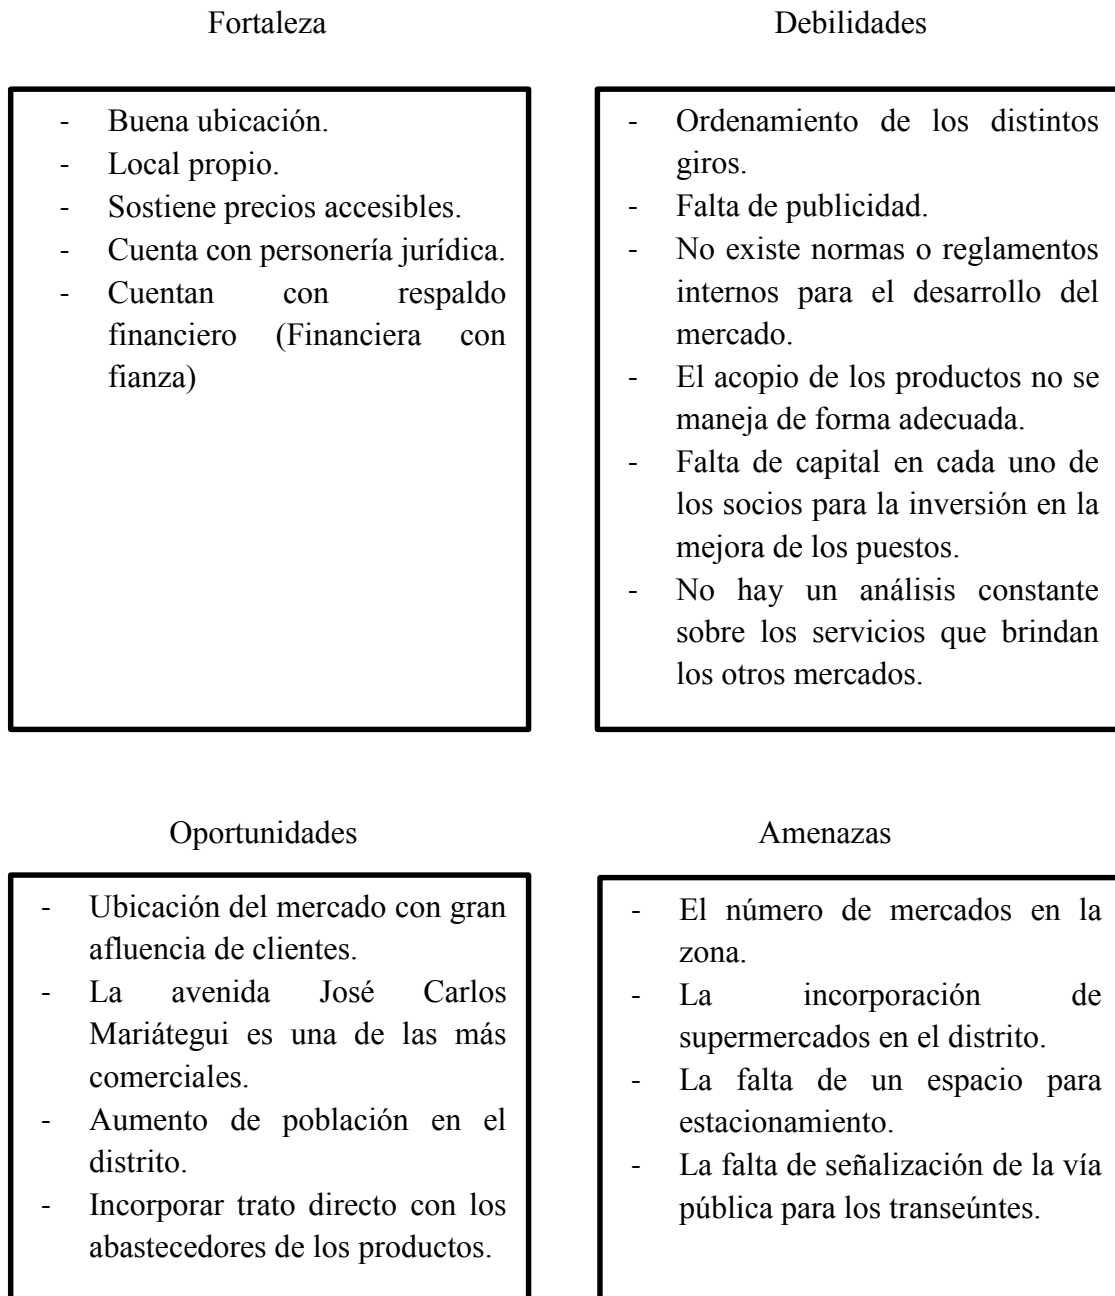 Fortaleza
- Buena ubicación.
- Local propio.
- Sostiene precios accesibles.
- Cuenta con personería jurídica.
- Cuentan con respaldo
financiero (Financiera con
fianza)
Debilidades
- Ordenamiento de los distintos
giros.
- Falta de publicidad.
- No existe normas o reglamentos
internos para el desarrollo del
mercado.
- El acopio de los productos no se
maneja de forma adecuada.
- Falta de capital en cada uno de
los socios para la inversión en la
mejora de los puestos.
- No hay un análisis constante
sobre los servicios que brindan
los otros mercados.
Oportunidades
- Ubicación del mercado con gran
afluencia de clientes.
- La avenida José Carlos
Mariátegui es una de las más
comerciales.
- Aumento de población en el
distrito.
- Incorporar trato directo con los
abastecedores de los productos.
Amenazas
- El número de mercados en la
zona.
- La incorporación de
supermercados en el distrito.
- La falta de un espacio para
estacionamiento.
- La falta de señalización de la vía
pública para los transeúntes.